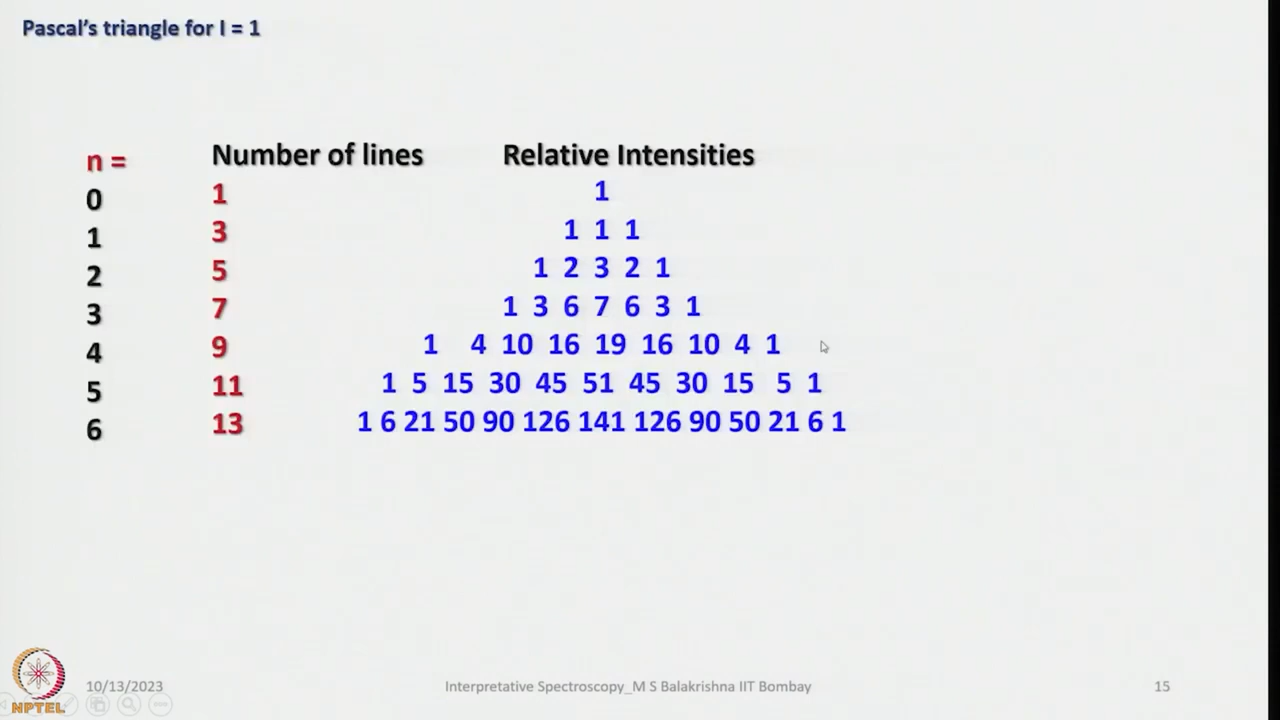 Pascal's triangle for I = 1
n = Number of lines Relative Intensities
0 1 1
1 3 1 1 1
2 5 1 2 3 2 1
3 7 1 3 6 7 6 3 1
4 9 1 4 10 16 19 16 10 4 1
5 11 1 5 15 30 45 51 45 30 15 5 1
6 13 1 6 21 50 90 126 141 126 90 50 21 6 1
10/13/2023 Interpretative Spectroscopy_M S Balakrishna IIT Bombay 15
NPTEL